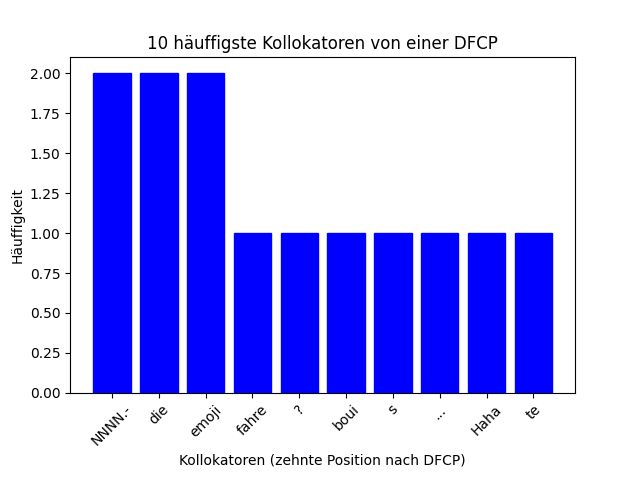 10 häuffigste Kollokatoren von einer DFCP
Häuffigkeit
2.00
1.75
1.50
1.25
1.00
0.75
0.50
0.25
0.00
NNNN.-
die
emoji
fahre
?
boui
s
...
Haha
te
Kollokatoren (zehnte Position nach DFCP)